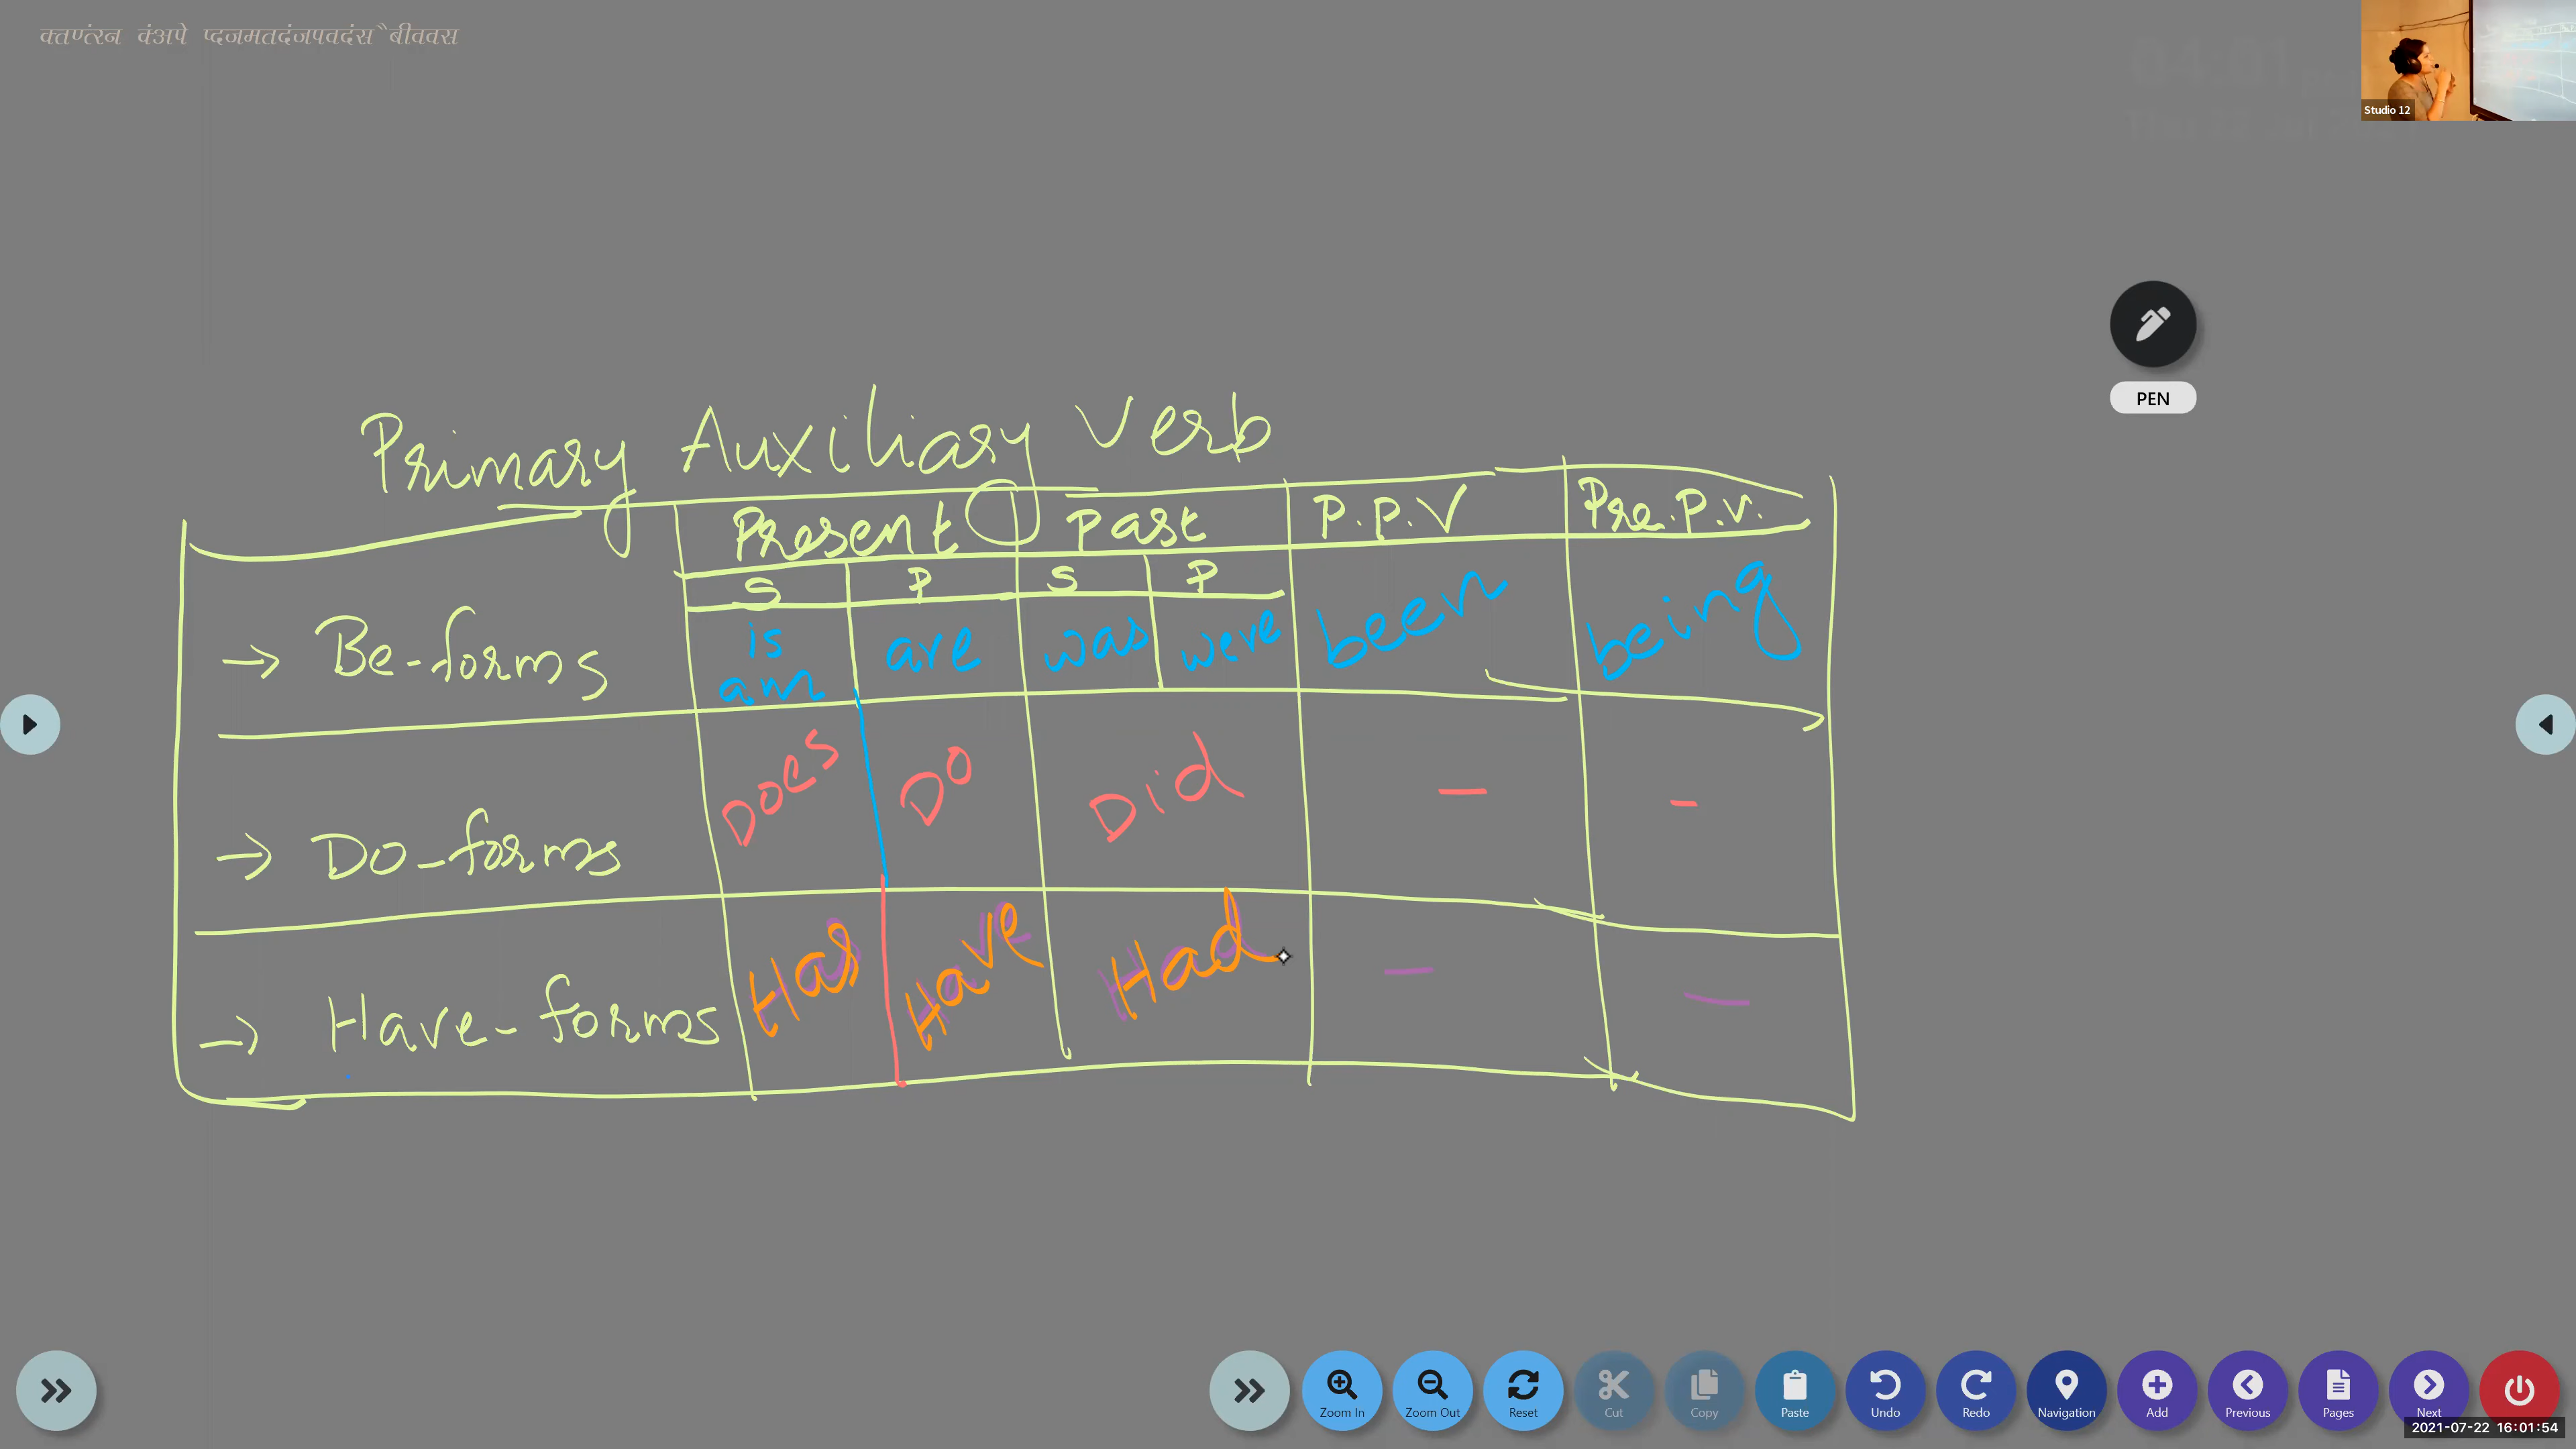 क्तण्त्ंरन कंअपे प्दजमतदंजपवदंस ैबीववस
Studio 12
PEN
Primary Auxiliary Verb
Present Past P.P.V Pre.P.V.
S P S P
→ Be-forms is are was were been being
am
→ Do-forms Does Do Did — -
→ Have-forms Has Have Had — —
Zoom In Zoom Out Reset Cut Copy Paste Undo Redo Navigation Add Previous Pages Next
2021-07-22 16:01:54